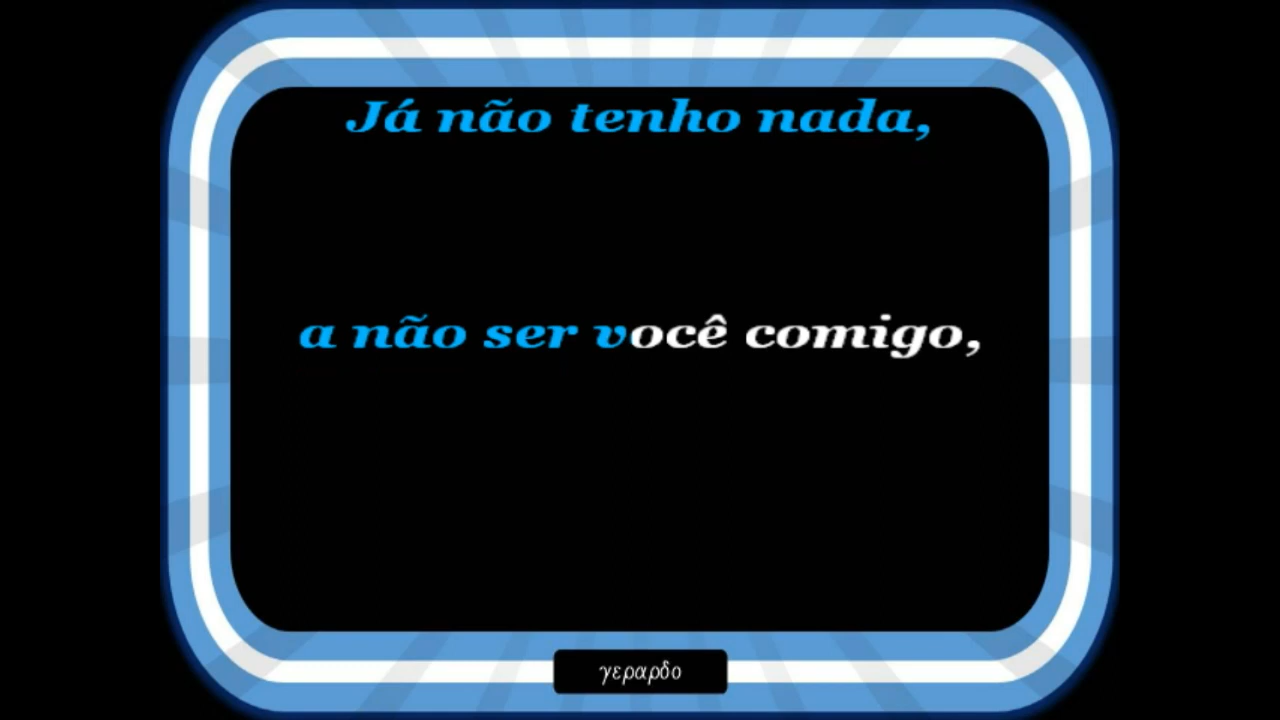 Já não tenho nada,
a não ser você comigo,
γεραρδο